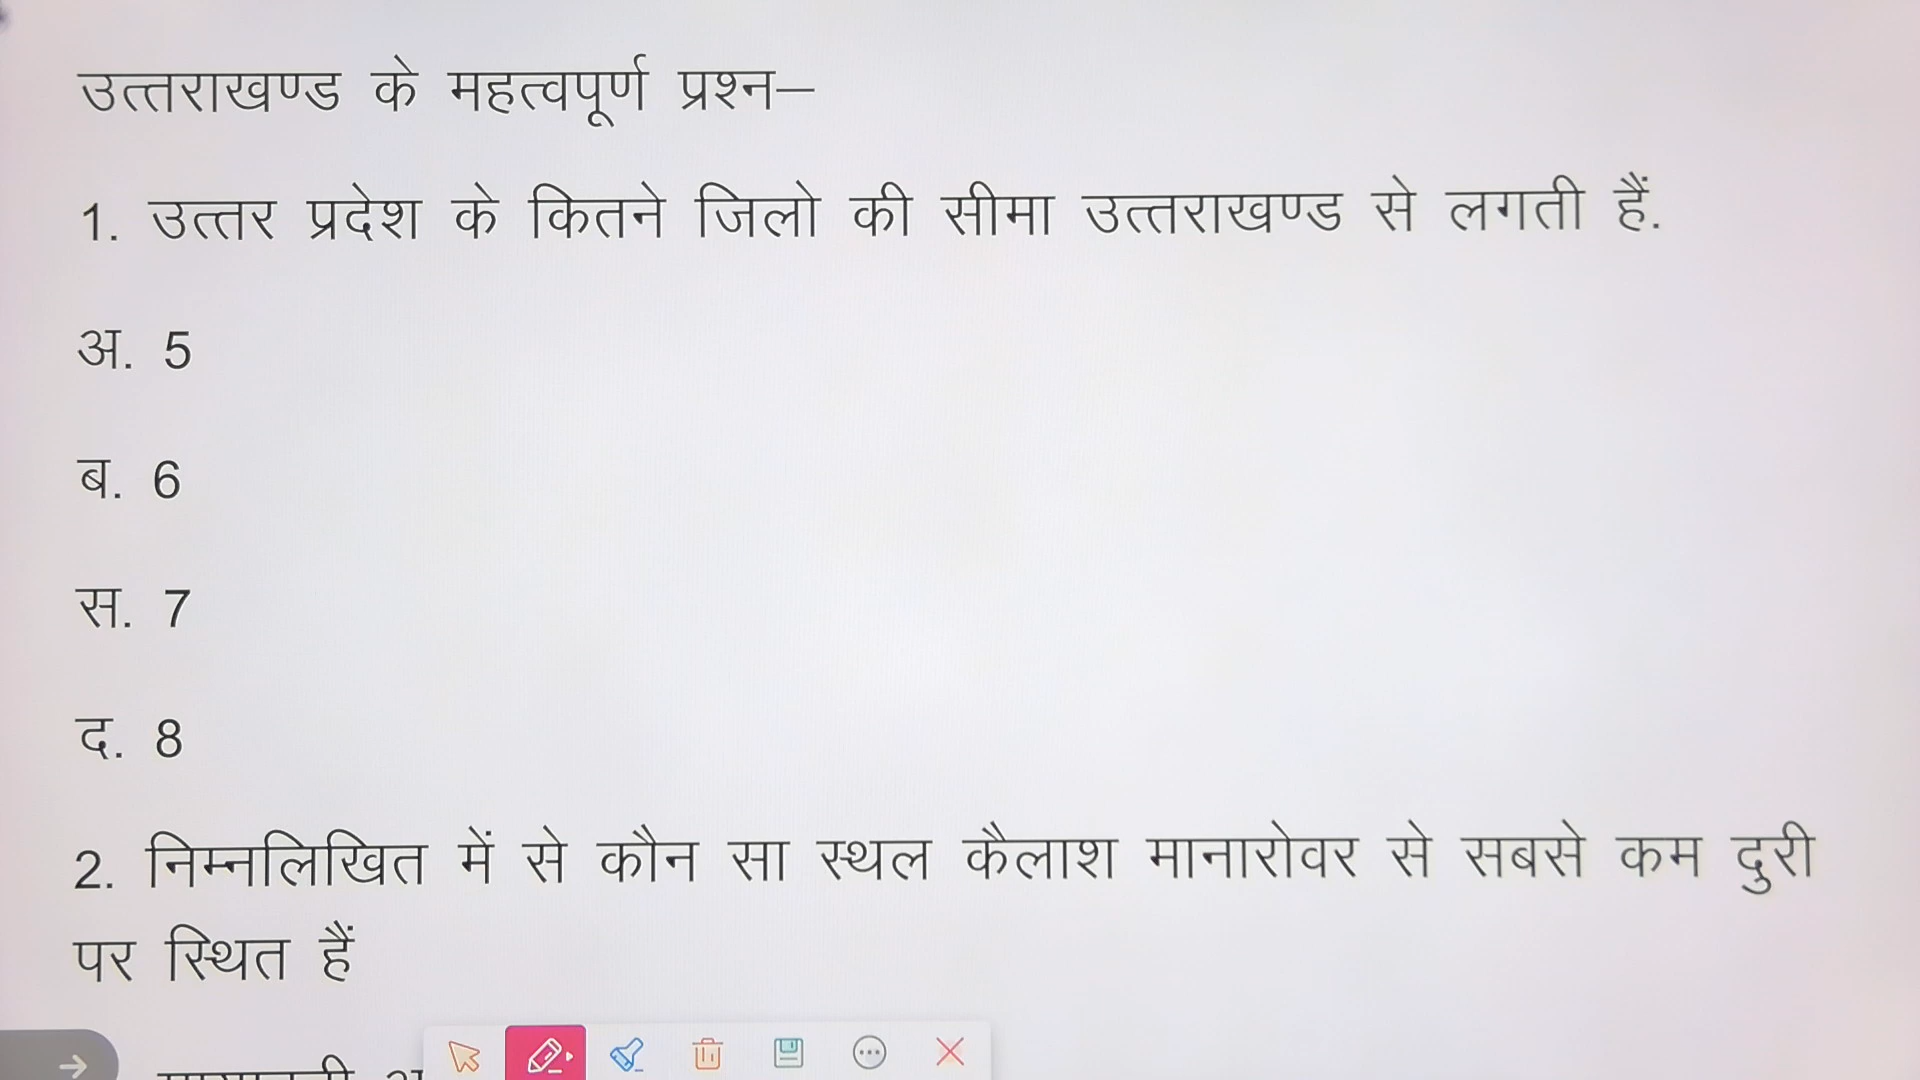 उत्तराखण्ड के महत्वपूर्ण प्रश्न–
1. उत्तर प्रदेश के कितने जिलो की सीमा उत्तराखण्ड से लगती हैं.
अ. 5
ब. 6
स. 7
द. 8
2. निम्नलिखित में से कौन सा स्थल कैलाश मानारोवर से सबसे कम दुरी
पर स्थित हैं